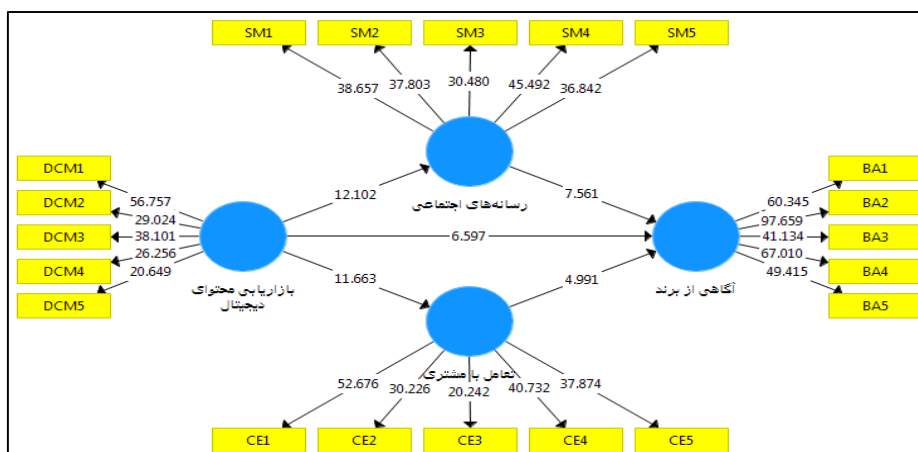 SM1 SM2 SM3 SM4 SM5
38.657 37.803 30.480 45.492 36.842
رسانه‌های اجتماعی
DCM1
DCM2
DCM3
DCM4
DCM5
56.757
29.024
38.101
26.256
20.649
بازاریابی محتوای
دیجیتال
12.102
6.597
11.663
7.561
4.991
آگاهی از برند
60.345
97.659
41.134
67.010
49.415
BA1
BA2
BA3
BA4
BA5
تعامل با مشتری
52.676 30.226 20.242 40.732 37.874
CE1 CE2 CE3 CE4 CE5